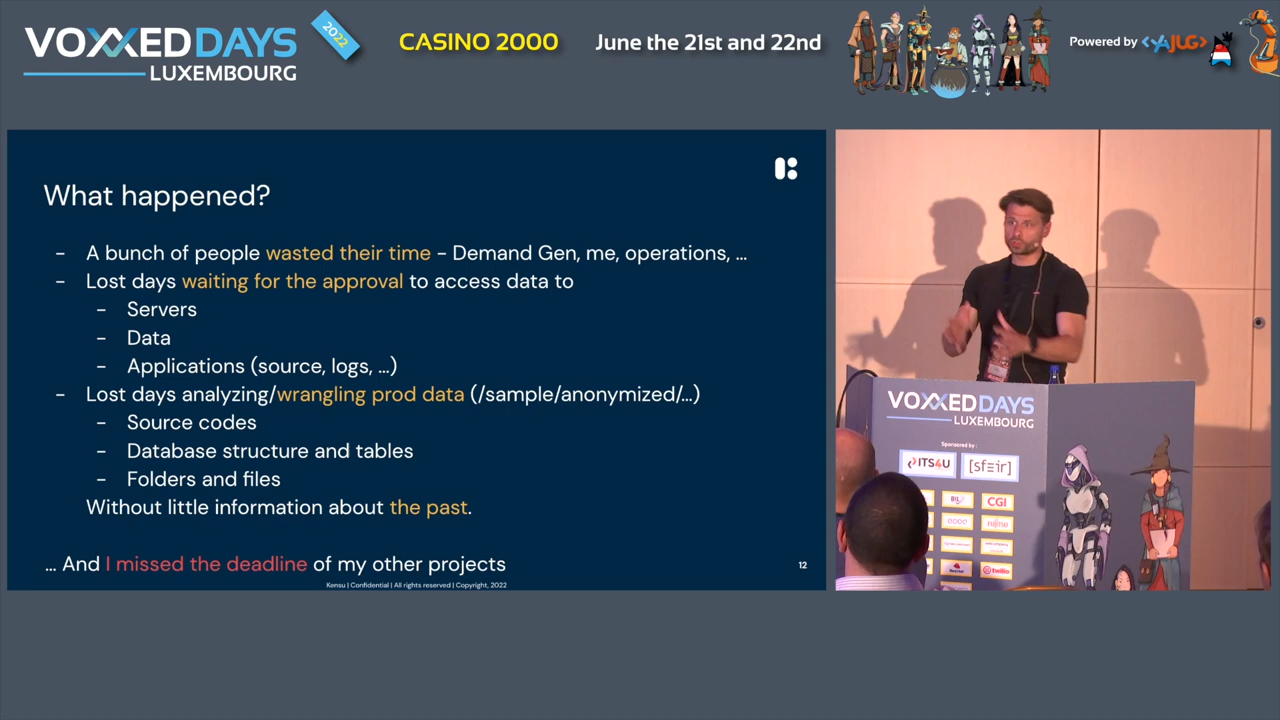 VOXXED DAYS
LUXEMBOURG
2022
CASINO 2000
June the 21st and 22nd
Powered by <YAJUG>
What happened?
- A bunch of people wasted their time - Demand Gen, me, operations, ...
- Lost days waiting for the approval to access data to
- Servers
- Data
- Applications (source, logs, ...)
- Lost days analyzing/wrangling prod data (/sample/anonymized/...)
- Source codes
- Database structure and tables
- Folders and files
Without little information about the past.
... And I missed the deadline of my other projects
Kensu | Confidential | All rights reserved | Copyright, 2022
12
VOXXED DAYS
LUXEMBOURG
Sponsored by :
ITS4U
[sfeir]
BIL
CGI
twilio